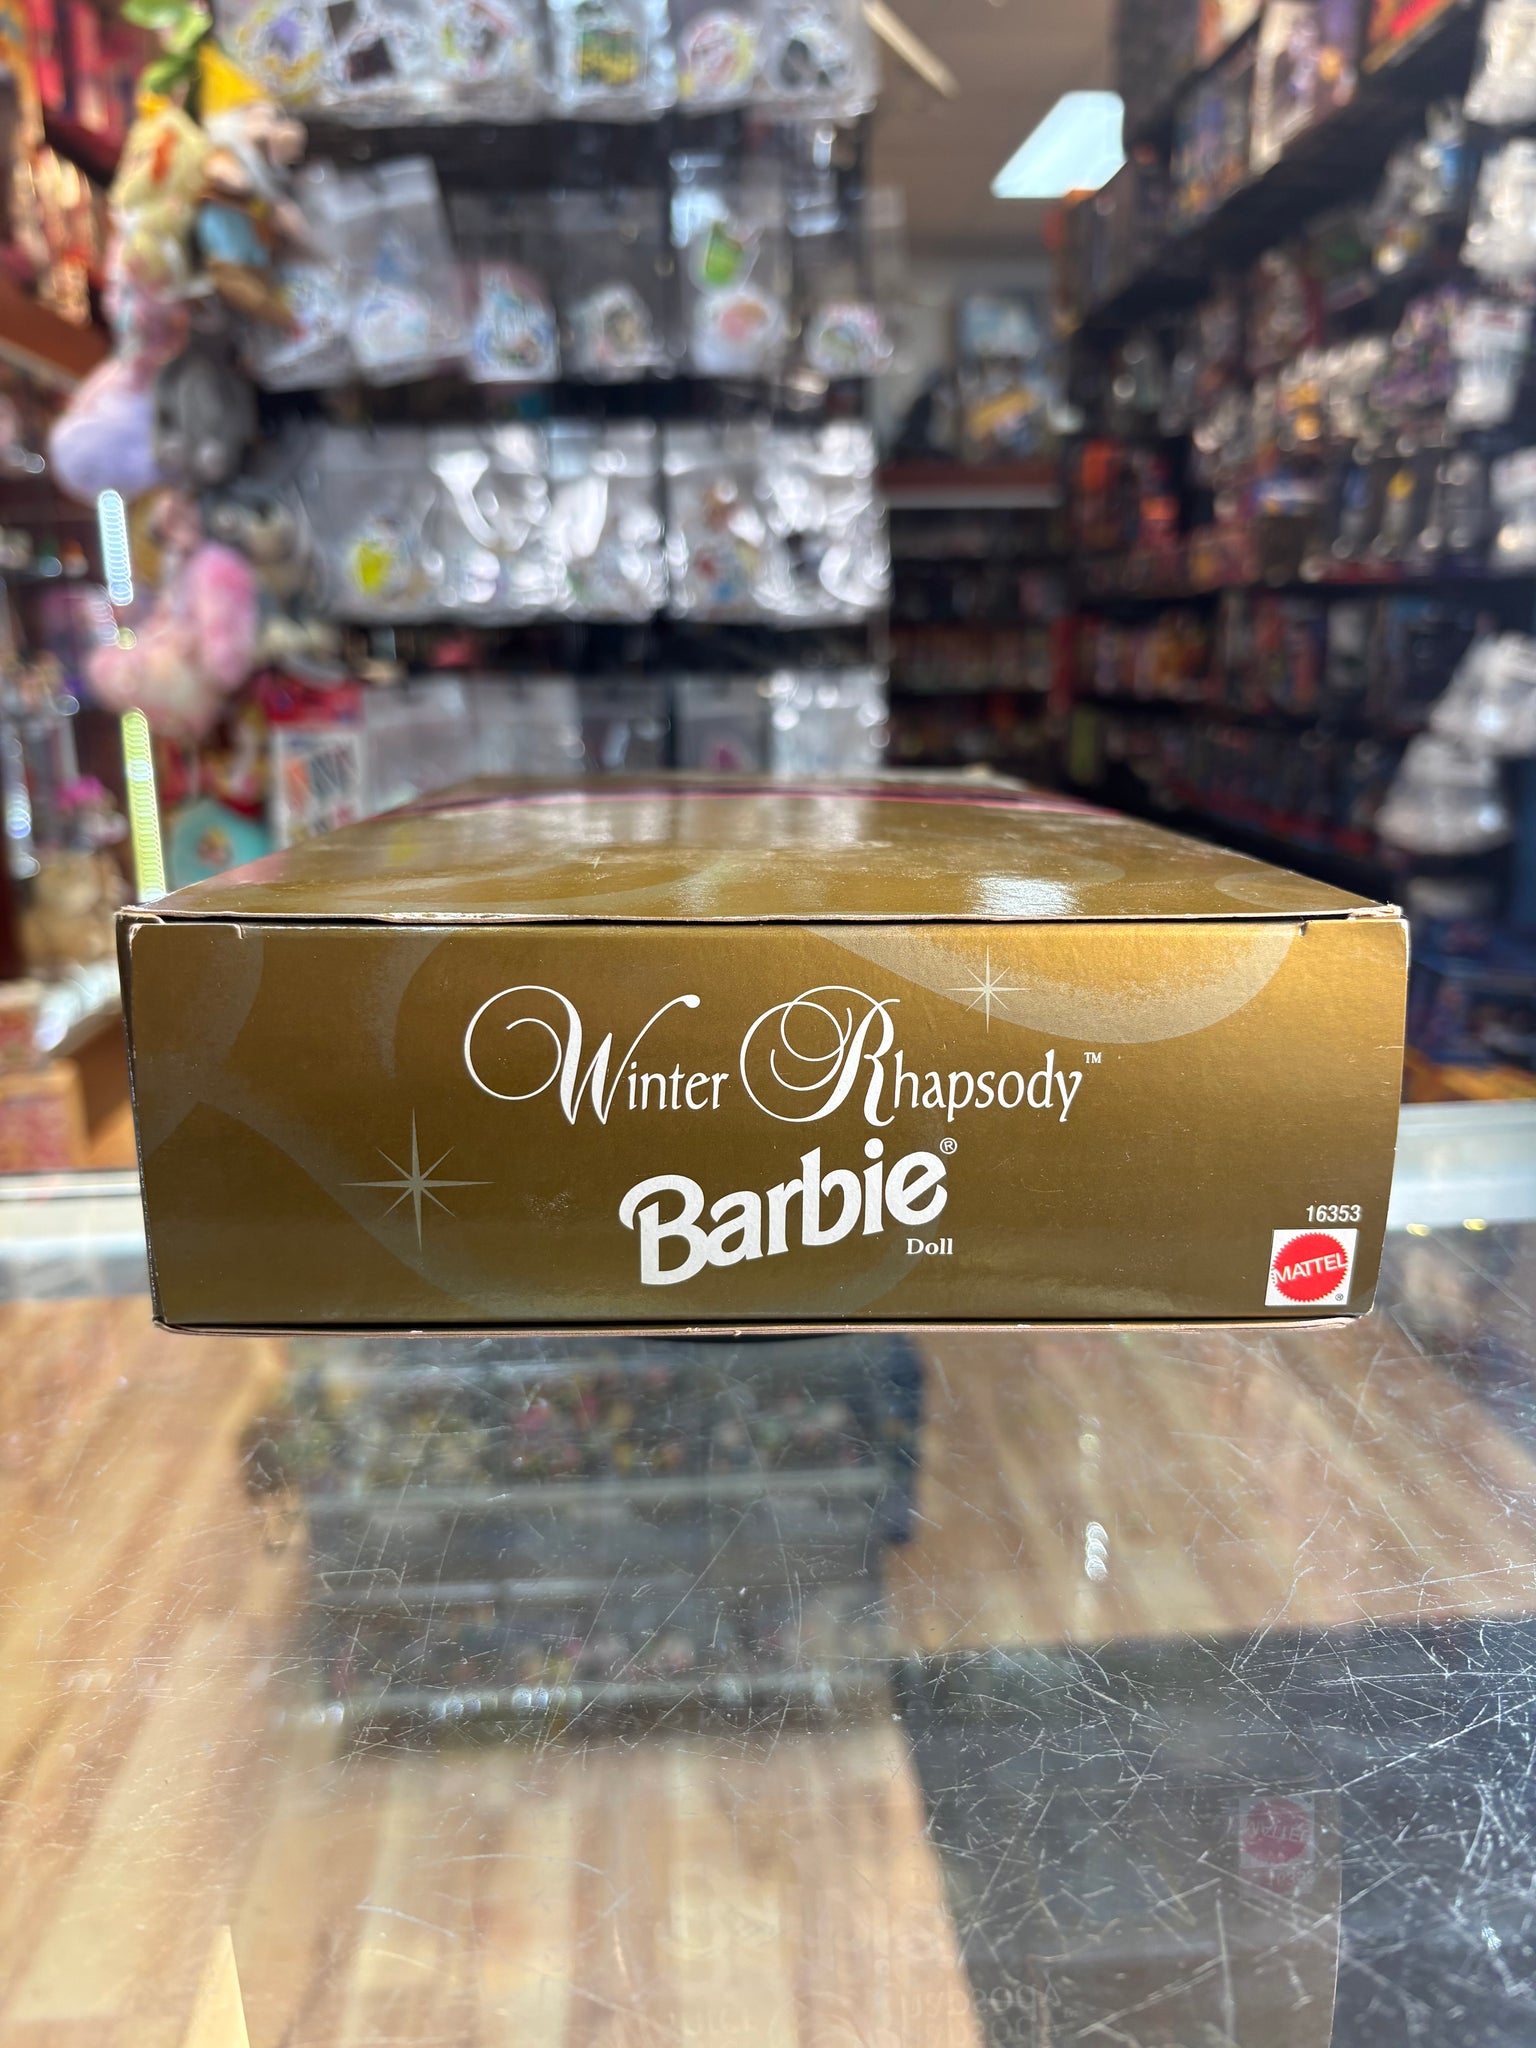 Winter Rhapsody™
Barbie®
Doll
16353
MATTEL
®